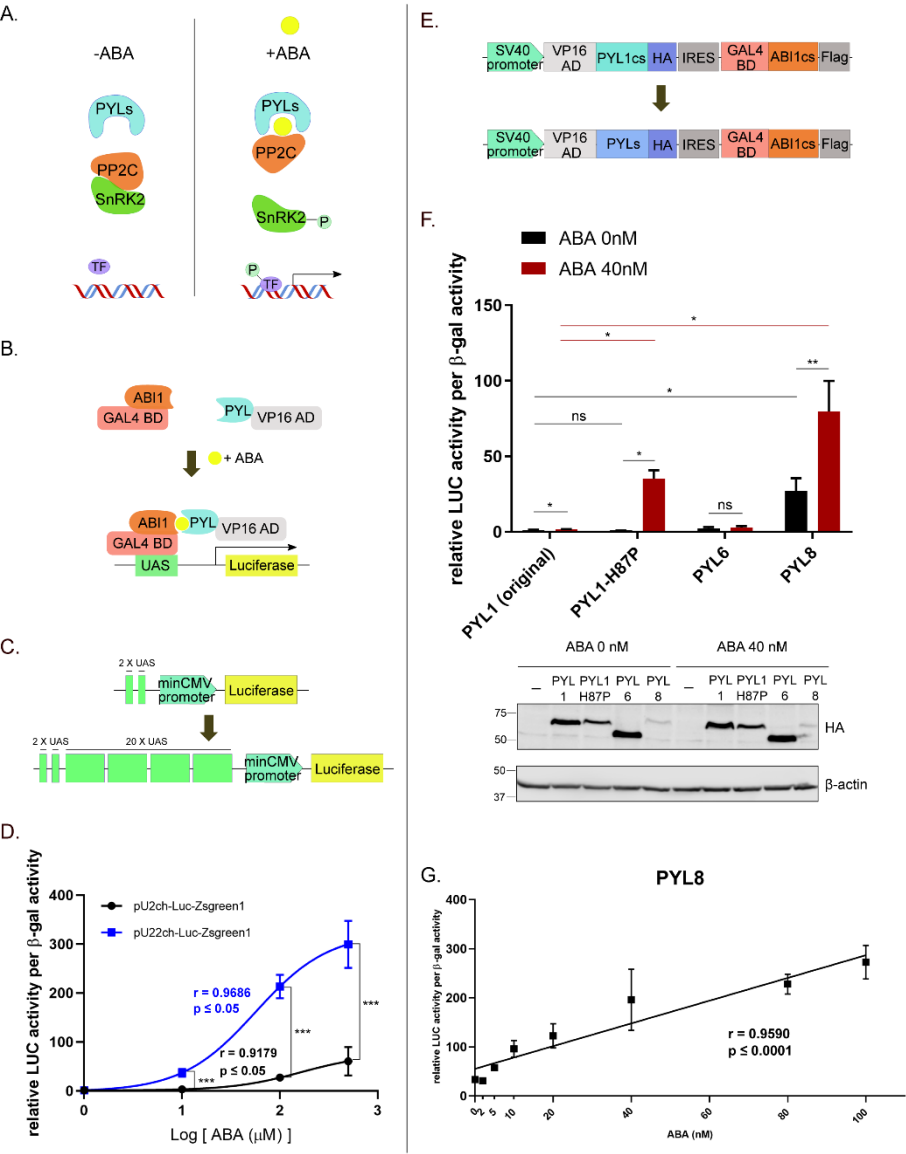 A.
-ABA
+ABA
PYLs
PP2C
SnRK2
TF
PYLs
PP2C
SnRK2
P
P
TF
B.
ABI1
GAL4 BD
PYL
VP16 AD
+ ABA
ABI1
PYL
GAL4 BD
VP16 AD
UAS
Luciferase
C.
2 X UAS
minCMV
promoter
Luciferase
2 X UAS
20 X UAS
minCMV
promoter
Luciferase
D.
relative LUC activity per β-gal activity
400
300
200
100
0
pU2ch-Luc-Zsgreen1
pU22ch-Luc-Zsgreen1
r = 0.9686
p ≤ 0.05
r = 0.9179
p ≤ 0.05
***
***
***
0
1
2
3
Log [ ABA (μM) ]
E.
SV40
promoter
VP16
AD
PYL1cs
HA
IRES
GAL4
BD
ABI1cs
Flag
SV40
promoter
VP16
AD
PYLs
HA
IRES
GAL4
BD
ABI1cs
Flag
F.
ABA 0nM
ABA 40nM
relative LUC activity per β-gal activity
150
100
50
0
*
*
**
*
ns
*
*
ns
PYL1 (original)
PYL1-H87P
PYL6
PYL8
ABA 0 nM
ABA 40 nM
–
PYL
1
PYL1
H87P
PYL
6
PYL
8
–
PYL
1
PYL1
H87P
PYL
6
PYL
8
75
50
HA
50
37
β-actin
G.
PYL8
relative LUC activity per β-gal activity
400
300
200
100
0
r = 0.9590
p ≤ 0.0001
0
2
5
10
20
40
60
80
100
ABA (nM)